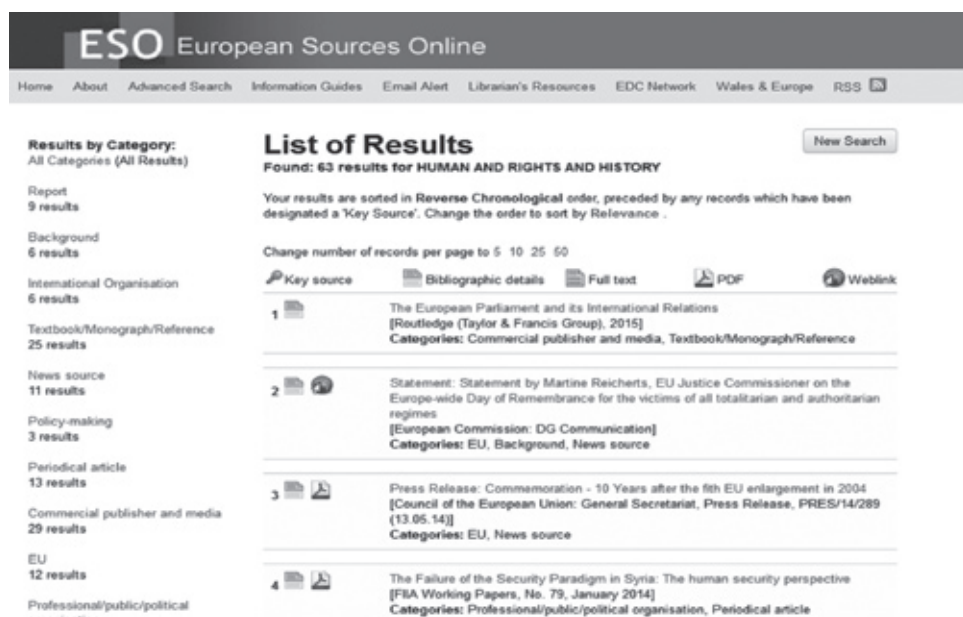 ESO European Sources Online
Home About Advanced Search Information Guides Email Alert Librarian's Resources EDC Network Wales & Europe RSS
Results by Category:
All Categories (All Results)
Report
9 results
Background
6 results
International Organisation
6 results
Textbook/Monograph/Reference
25 results
News source
11 results
Policy-making
3 results
Periodical article
13 results
Commercial publisher and media
29 results
EU
12 results
Professional/public/political
List of Results
New Search
Found: 63 results for HUMAN AND RIGHTS AND HISTORY
Your results are sorted in Reverse Chronological order, preceded by any records which have been
designated a 'Key Source'. Change the order to sort by Relevance .
Change number of records per page to 5 10 25 50
Key source Bibliographic details Full text PDF Weblink
1 The European Parliament and its International Relations
[Routledge (Taylor & Francis Group), 2015]
Categories: Commercial publisher and media, Textbook/Monograph/Reference
2 Statement: Statement by Martine Reicherts, EU Justice Commissioner on the
Europe-wide Day of Remembrance for the victims of all totalitarian and authoritarian
regimes
[European Commission: DG Communication]
Categories: EU, Background, News source
3 Press Release: Commemoration - 10 Years after the fith EU enlargement in 2004
[Council of the European Union: General Secretariat, Press Release, PRES/14/289
(13.05.14)]
Categories: EU, News source
4 The Failure of the Security Paradigm in Syria: The human security perspective
[FIIA Working Papers, No. 79, January 2014]
Categories: Professional/public/political organisation, Periodical article